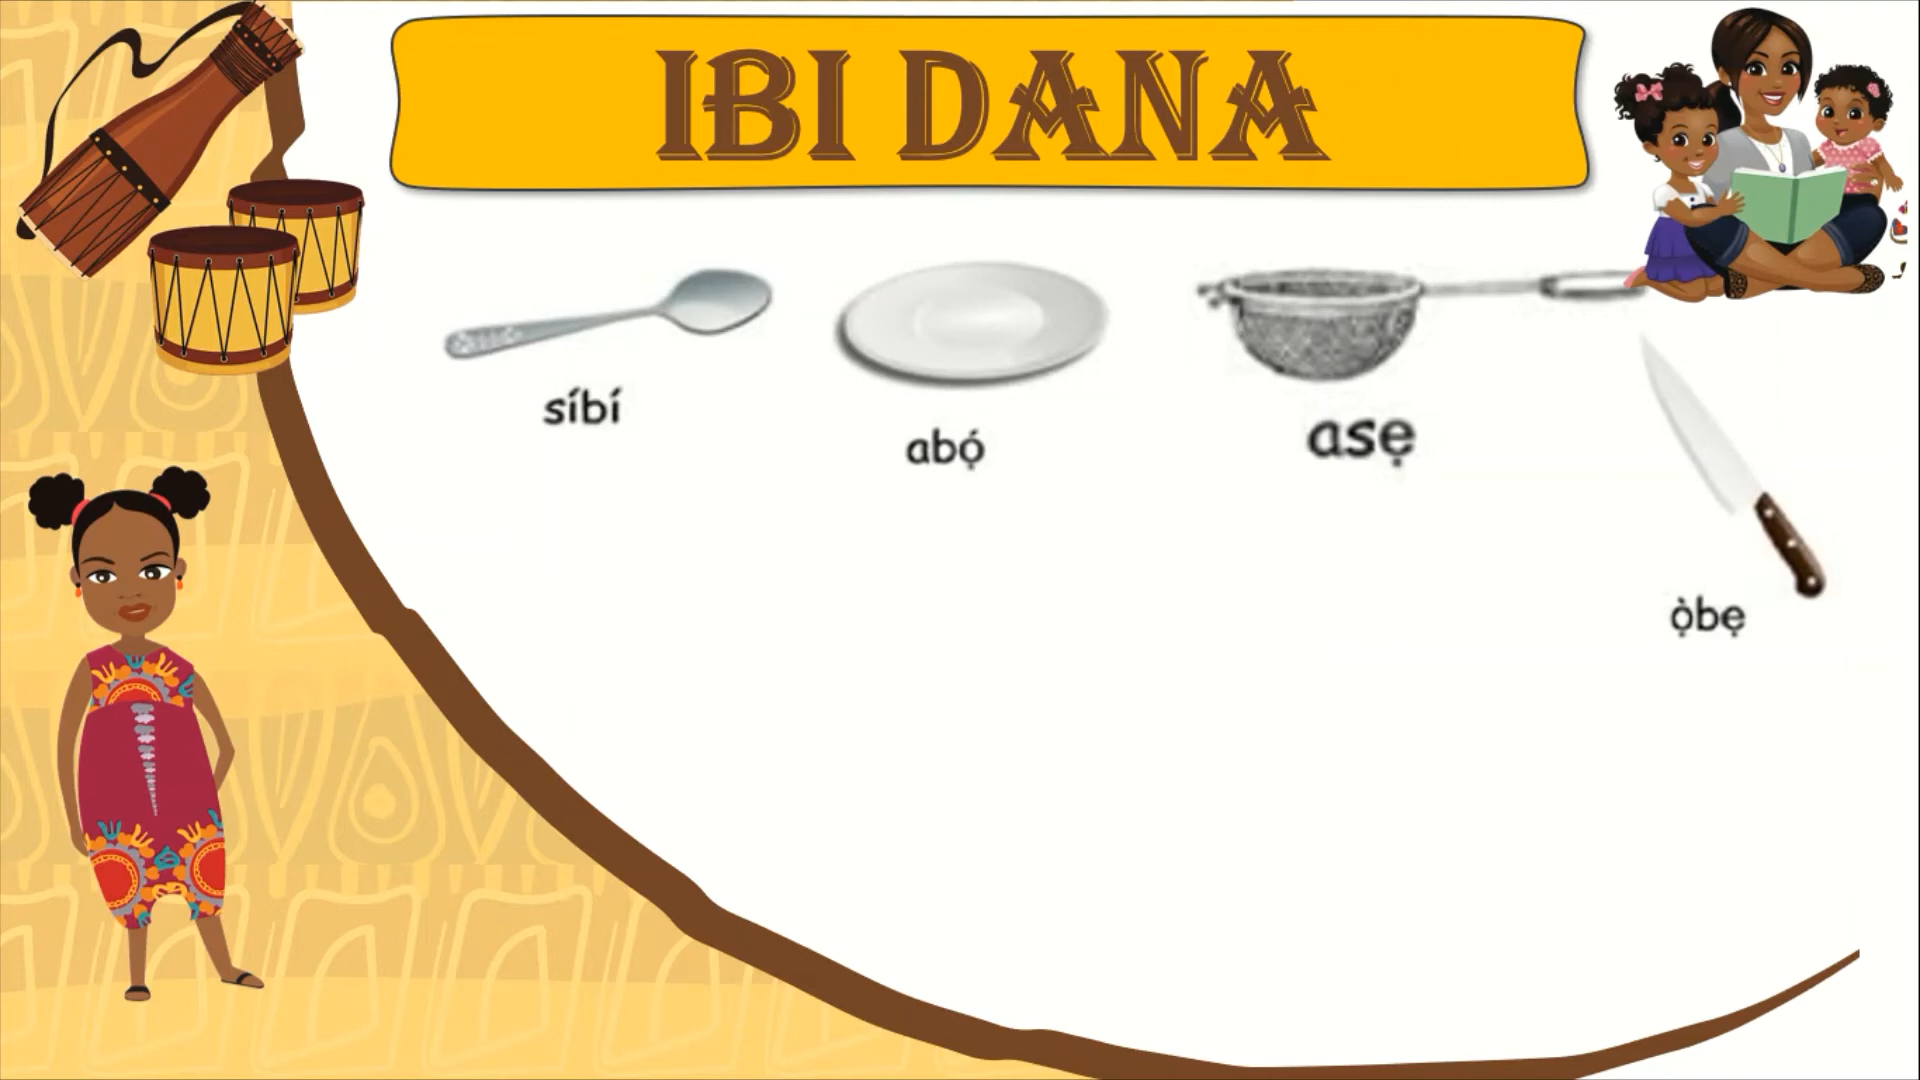 IBI DANA
síbí
abọ́
asẹ
ọ̀bẹ